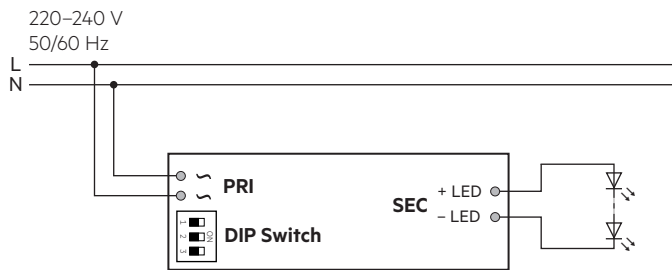 220–240 V
50/60 Hz
L
N
~ PRI
~
SEC
+ LED
– LED
1
2
3
ON
DIP Switch